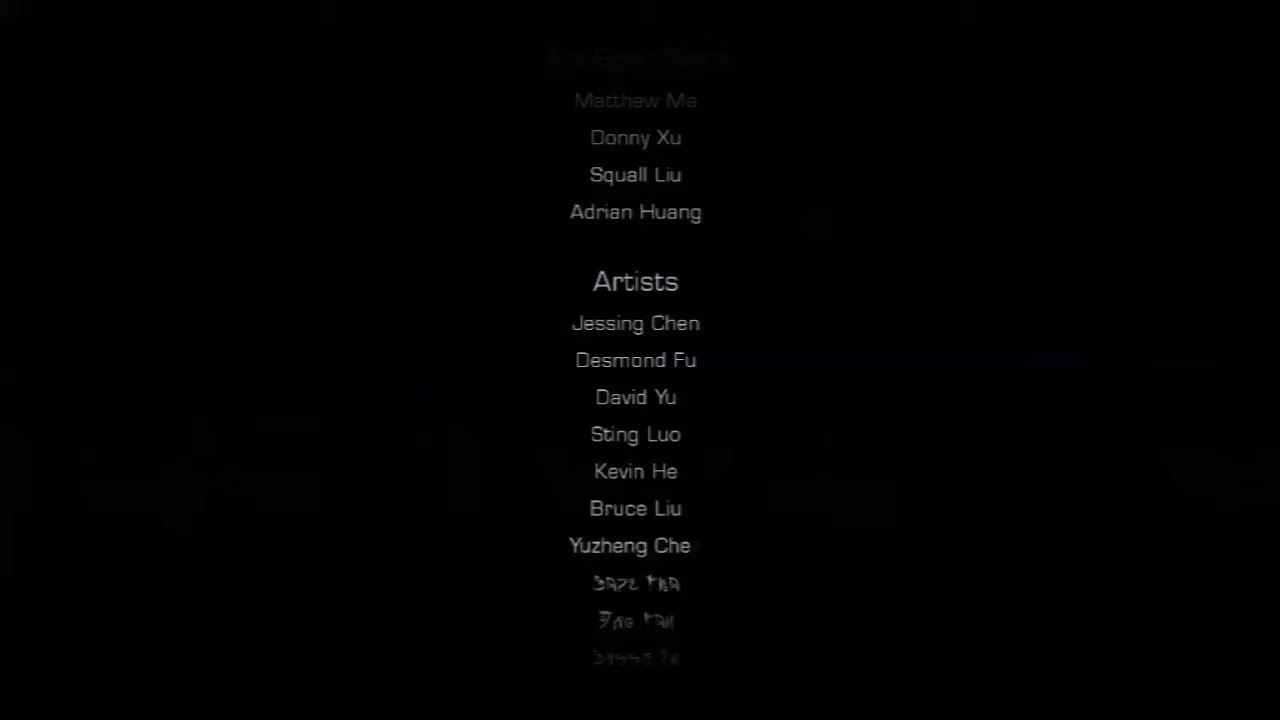 Matthew Ma
Donny Xu
Squall Liu
Adrian Huang
Artists
Jessing Chen
Desmond Fu
David Yu
Sting Luo
Kevin He
Bruce Liu
Yuzheng Che